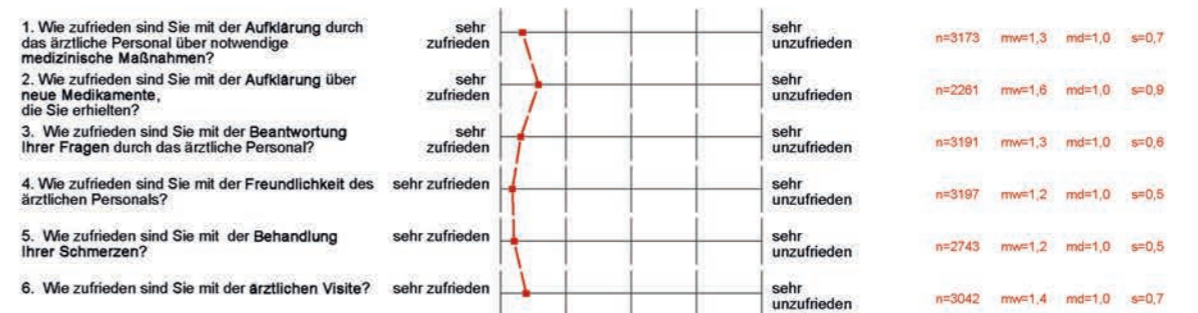 1. Wie zufrieden sind Sie mit der Aufklärung durch
das ärztliche Personal über notwendige
medizinische Maßnahmen?
sehr
zufrieden
sehr
unzufrieden
n=3173 mw=1,3 md=1,0 s=0,7
2. Wie zufrieden sind Sie mit der Aufklärung über
neue Medikamente,
die Sie erhielten?
sehr
zufrieden
sehr
unzufrieden
n=2261 mw=1,6 md=1,0 s=0,9
3. Wie zufrieden sind Sie mit der Beantwortung
Ihrer Fragen durch das ärztliche Personal?
sehr
zufrieden
sehr
unzufrieden
n=3191 mw=1,3 md=1,0 s=0,6
4. Wie zufrieden sind Sie mit der Freundlichkeit des
ärztlichen Personals?
sehr zufrieden
sehr
unzufrieden
n=3197 mw=1,2 md=1,0 s=0,5
5. Wie zufrieden sind Sie mit der Behandlung
Ihrer Schmerzen?
sehr zufrieden
sehr
unzufrieden
n=2743 mw=1,2 md=1,0 s=0,5
6. Wie zufrieden sind Sie mit der ärztlichen Visite?
sehr zufrieden
sehr
unzufrieden
n=3042 mw=1,4 md=1,0 s=0,7